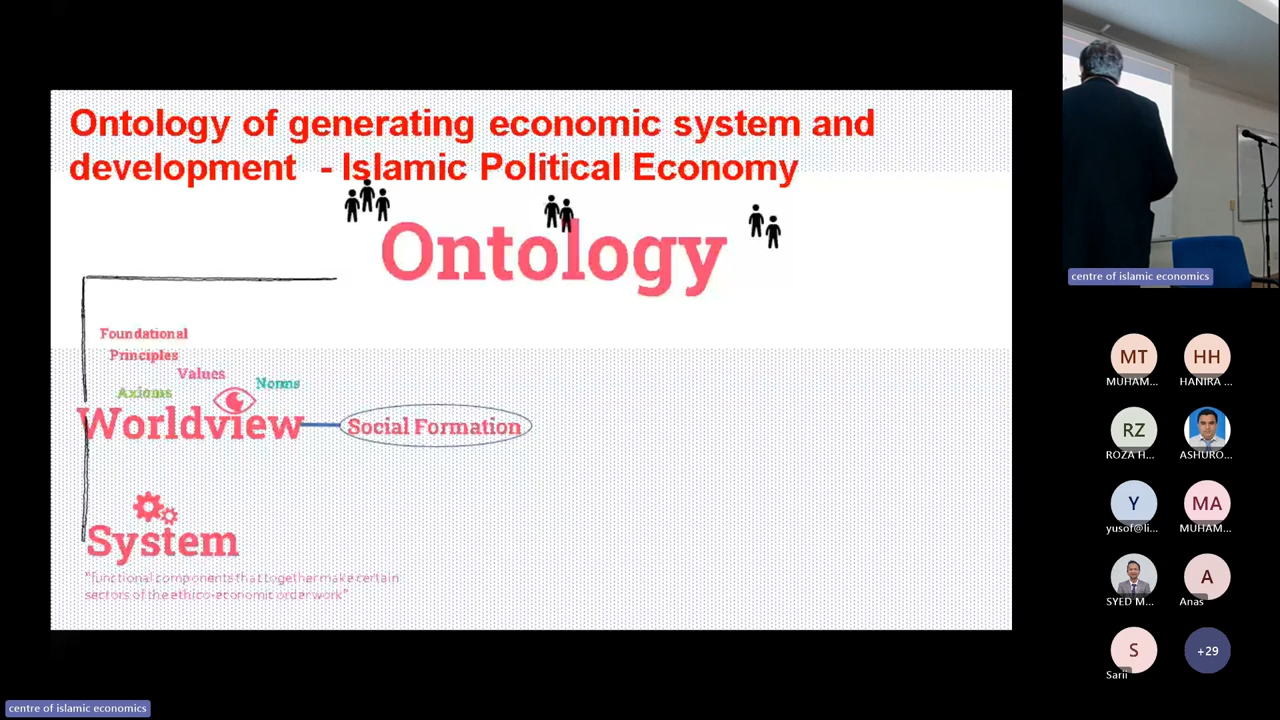 Ontology of generating economic system and
development - Islamic Political Economy
Ontology
Foundational
Principles
Values
Norms
Axioms
Worldview
Social Formation
System
"functional components that together make certain
sectors of the ethico-economic order work"
centre of islamic economics
MT
MUHAM...
HH
HANIRA ...
RZ
ROZA H...
ASHURO...
Y
yusof@li...
MA
MUHAM...
SYED M...
A
Anas
S
Sarii
+29
centre of islamic economics